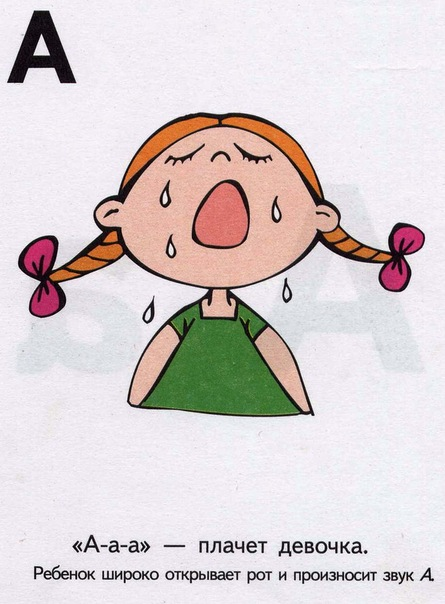 А
«А-а-а» — плачет девочка.
Ребенок широко открывает рот и произносит звук А.